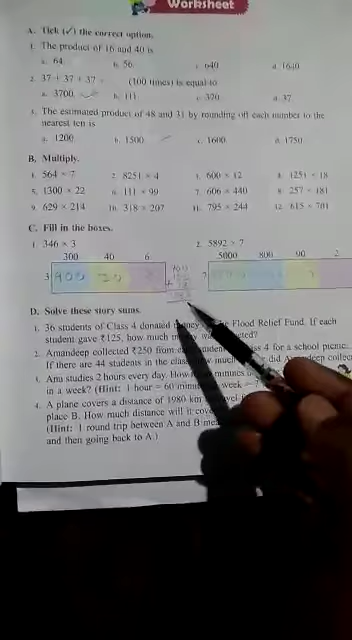 Worksheet
A. Tick (✓) the correct option.
1. The product of 16 and 40 is
a. 64 b. 56 c. 640 d. 1640
2. 37 + 37 + 37 (100 times) is equal to
a. 3700 b. 111 c. 370 d. 37
3. The estimated product of 48 and 31 by rounding off each number to the
nearest ten is
a. 1200 b. 1500 c. 1600 d. 1750
B. Multiply.
1. 564 × 7 2. 8251 × 4 3. 600 × 12 4. 1251 × 18
5. 1300 × 22 6. 111 × 99 7. 606 × 440 8. 257 × 181
9. 629 × 214 10. 318 × 207 11. 795 × 244 12. 615 × 701
C. Fill in the boxes.
1. 346 × 3 2. 5892 × 7
300 40 6 5000 800 90 2
3 900 7
D. Solve these story sums.
1. 36 students of Class 4 donated Flood Relief Fund. If each
student gave ₹125, how much
2. Amandeep collected ₹250 from 4 for a school picnic.
If there are 44 students in the class, did
3. Anu studies 2 hours every day. How minutes
in a week? (Hint: 1 hour = 60 week = 7
4. A plane covers a distance of 1980 km
place B. How much distance will it
(Hint: 1 round trip between A and B
and then going back to A.)